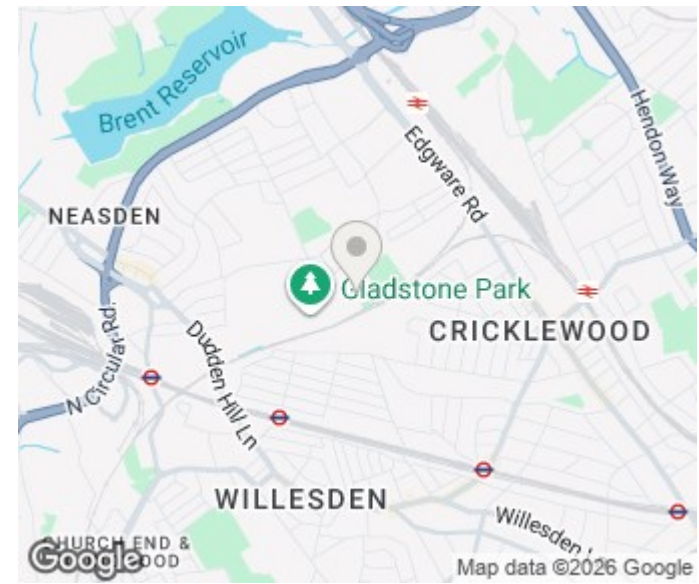 Brent Reservoir
Hendon Way
Edgware Rd
NEASDEN
Gladstone Park
CRICKLEWOOD
N Circular Rd.
Dudden Hill Ln
WILLESDEN
Willesden
END &
Google
Map data ©2026 Google